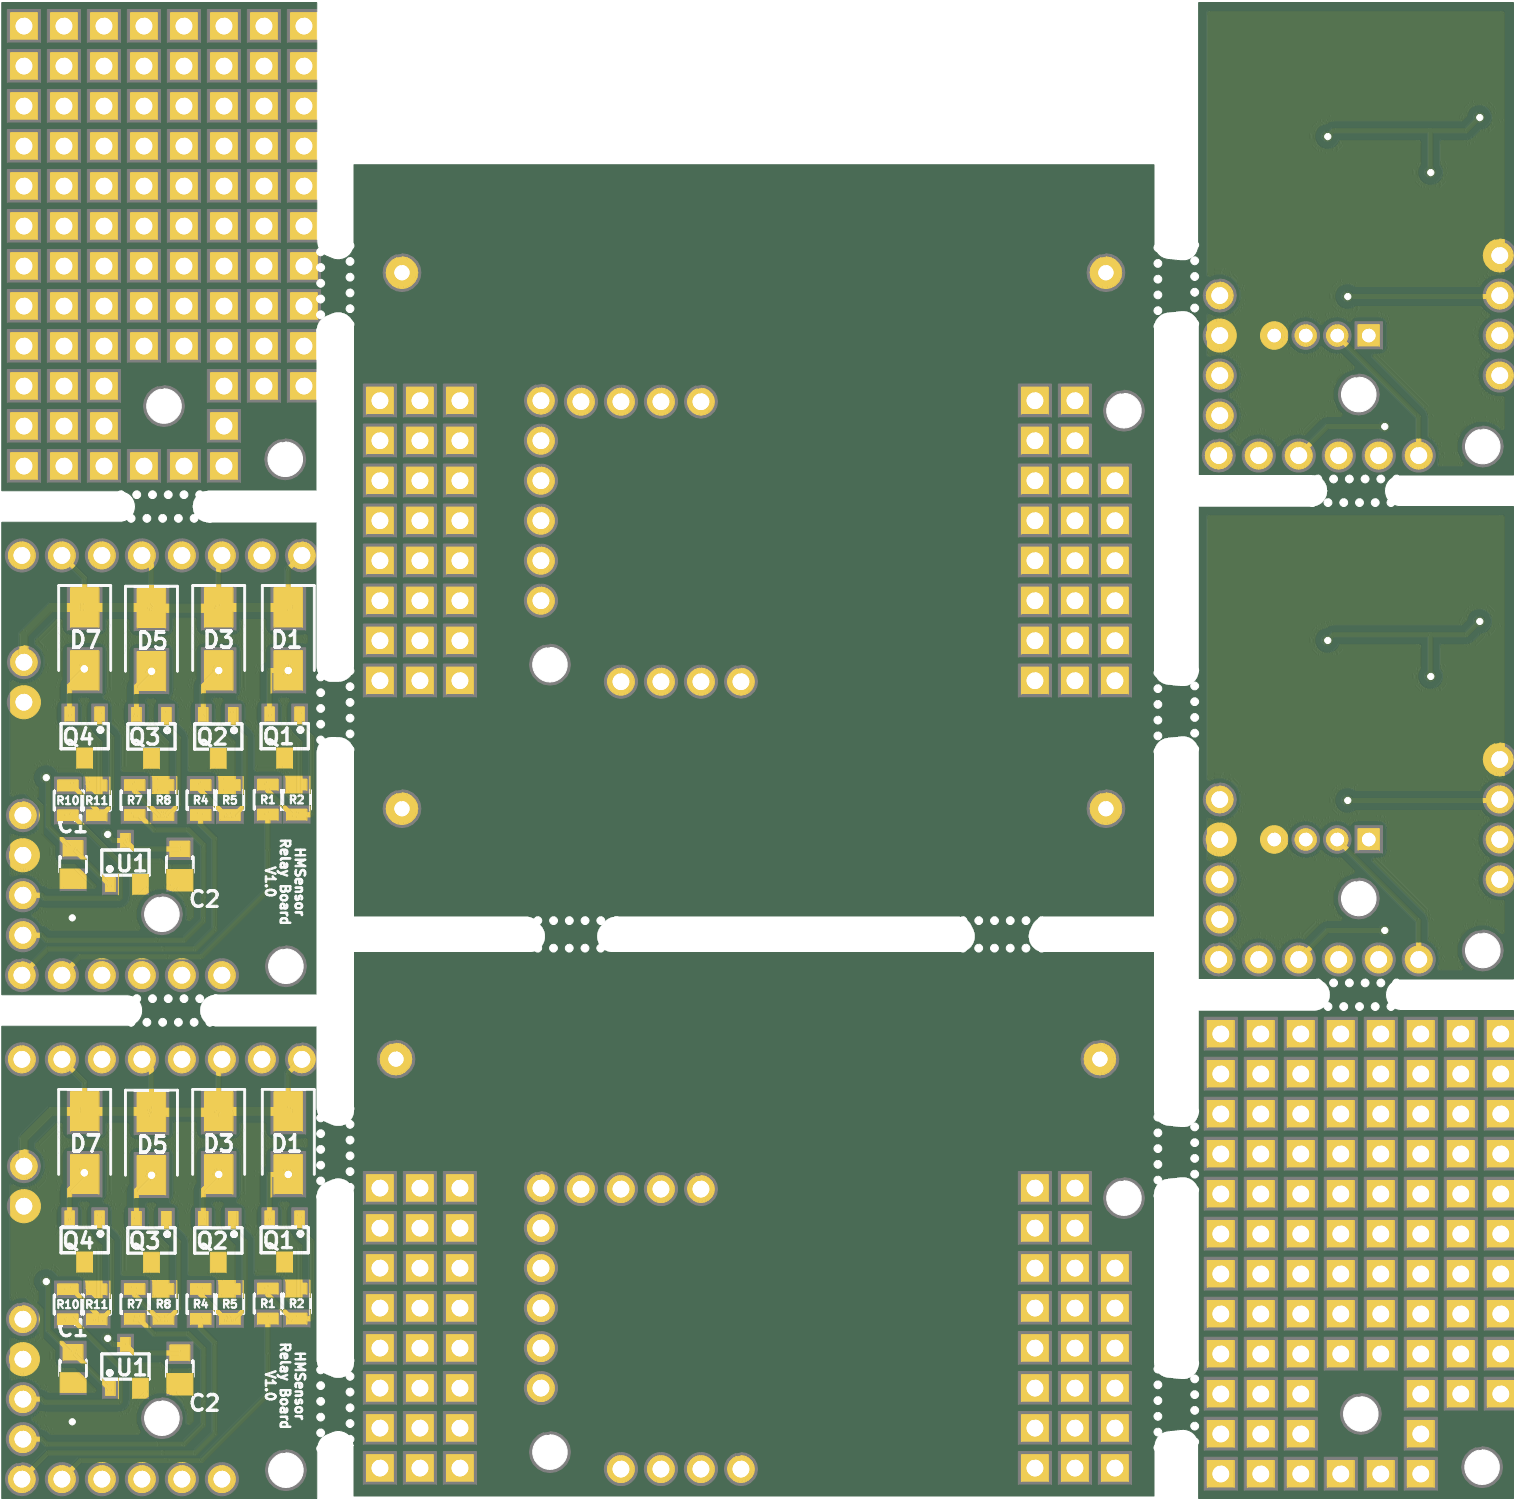 D7 D5 D3 D1
Q4 Q3 Q2 Q1
R10 R11 R7 R8 R4 R5 R1 R2
C1
U1
C2
HMSensor
Relay Board
V1.0
D7 D5 D3 D1
Q4 Q3 Q2 Q1
R10 R11 R7 R8 R4 R5 R1 R2
C1
U1
C2
HMSensor
Relay Board
V1.0